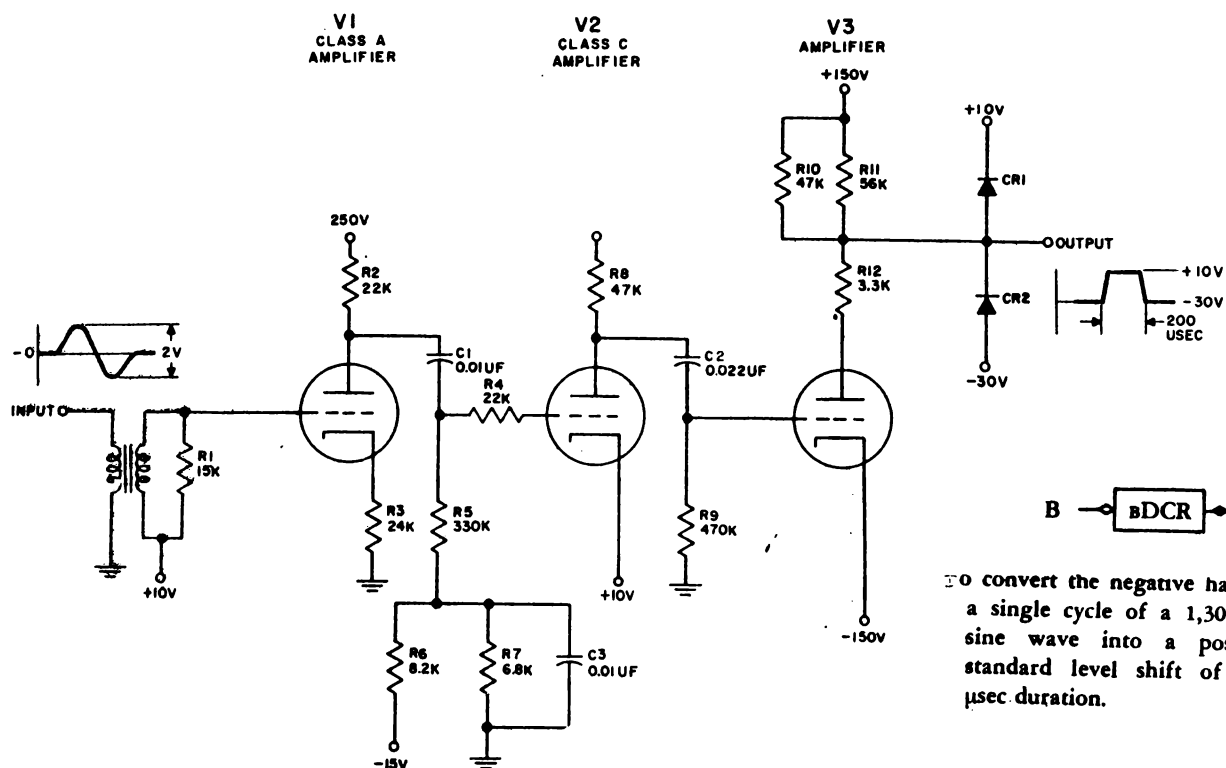 V1
CLASS A
AMPLIFIER
V2
CLASS C
AMPLIFIER
V3
AMPLIFIER
+150V
+10V
R10
47K
R11
56K
CR1
250V
R2
22K
R8
47K
OUTPUT
R12
3.3K
CR2
+10V
-30V
200
USEC
-30V
-0
2V
C1
0.01UF
R4
22K
C2
0.022UF
INPUT
R1
15K
+10V
R3
24K
R5
330K
R9
470K
+10V
-150V
B
BDCR
R6
8.2K
R7
6.8K
C3
0.01UF
-15V
To convert the negative ha
a single cycle of a 1,30
sine wave into a pos
standard level shift of
μsec duration.